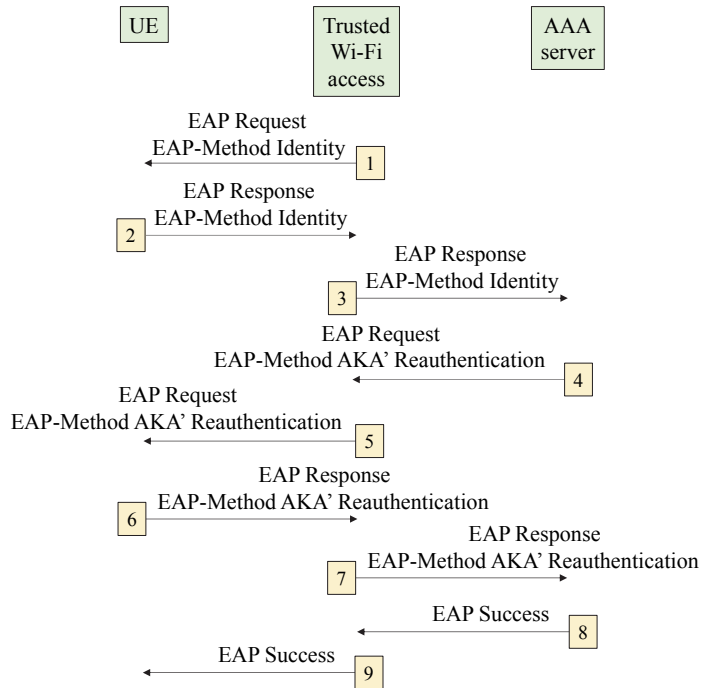 UE
Trusted
Wi-Fi
access
AAA
server
EAP Request
EAP-Method Identity
1
EAP Response
EAP-Method Identity
2
EAP Response
EAP-Method Identity
3
EAP Request
EAP-Method AKA’ Reauthentication
4
EAP Request
EAP-Method AKA’ Reauthentication
5
EAP Response
EAP-Method AKA’ Reauthentication
6
EAP Response
EAP-Method AKA’ Reauthentication
7
EAP Success
8
EAP Success
9